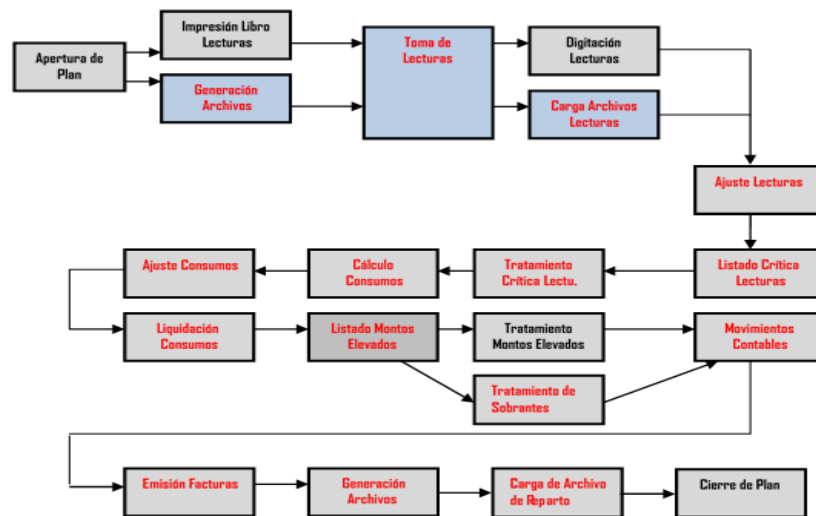 Apertura de
Plan
Impresión Libro
Lecturas
Generación
Archivos
Toma de
Lecturas
Digitación
Lecturas
Carga Archivos
Lecturas
Ajuste Lecturas
Listado Crítica
Lecturas
Tratamiento
Crítica Lectu.
Cálculo
Consumos
Ajuste Consumos
Liquidación
Consumos
Listado Montos
Elevados
Tratamiento
Montos Elevados
Tratamiento de
Sobrantes
Movimientos
Contables
Emisión Facturas
Generación
Archivos
Carga de Archivo
de Reparto
Cierre de Plan